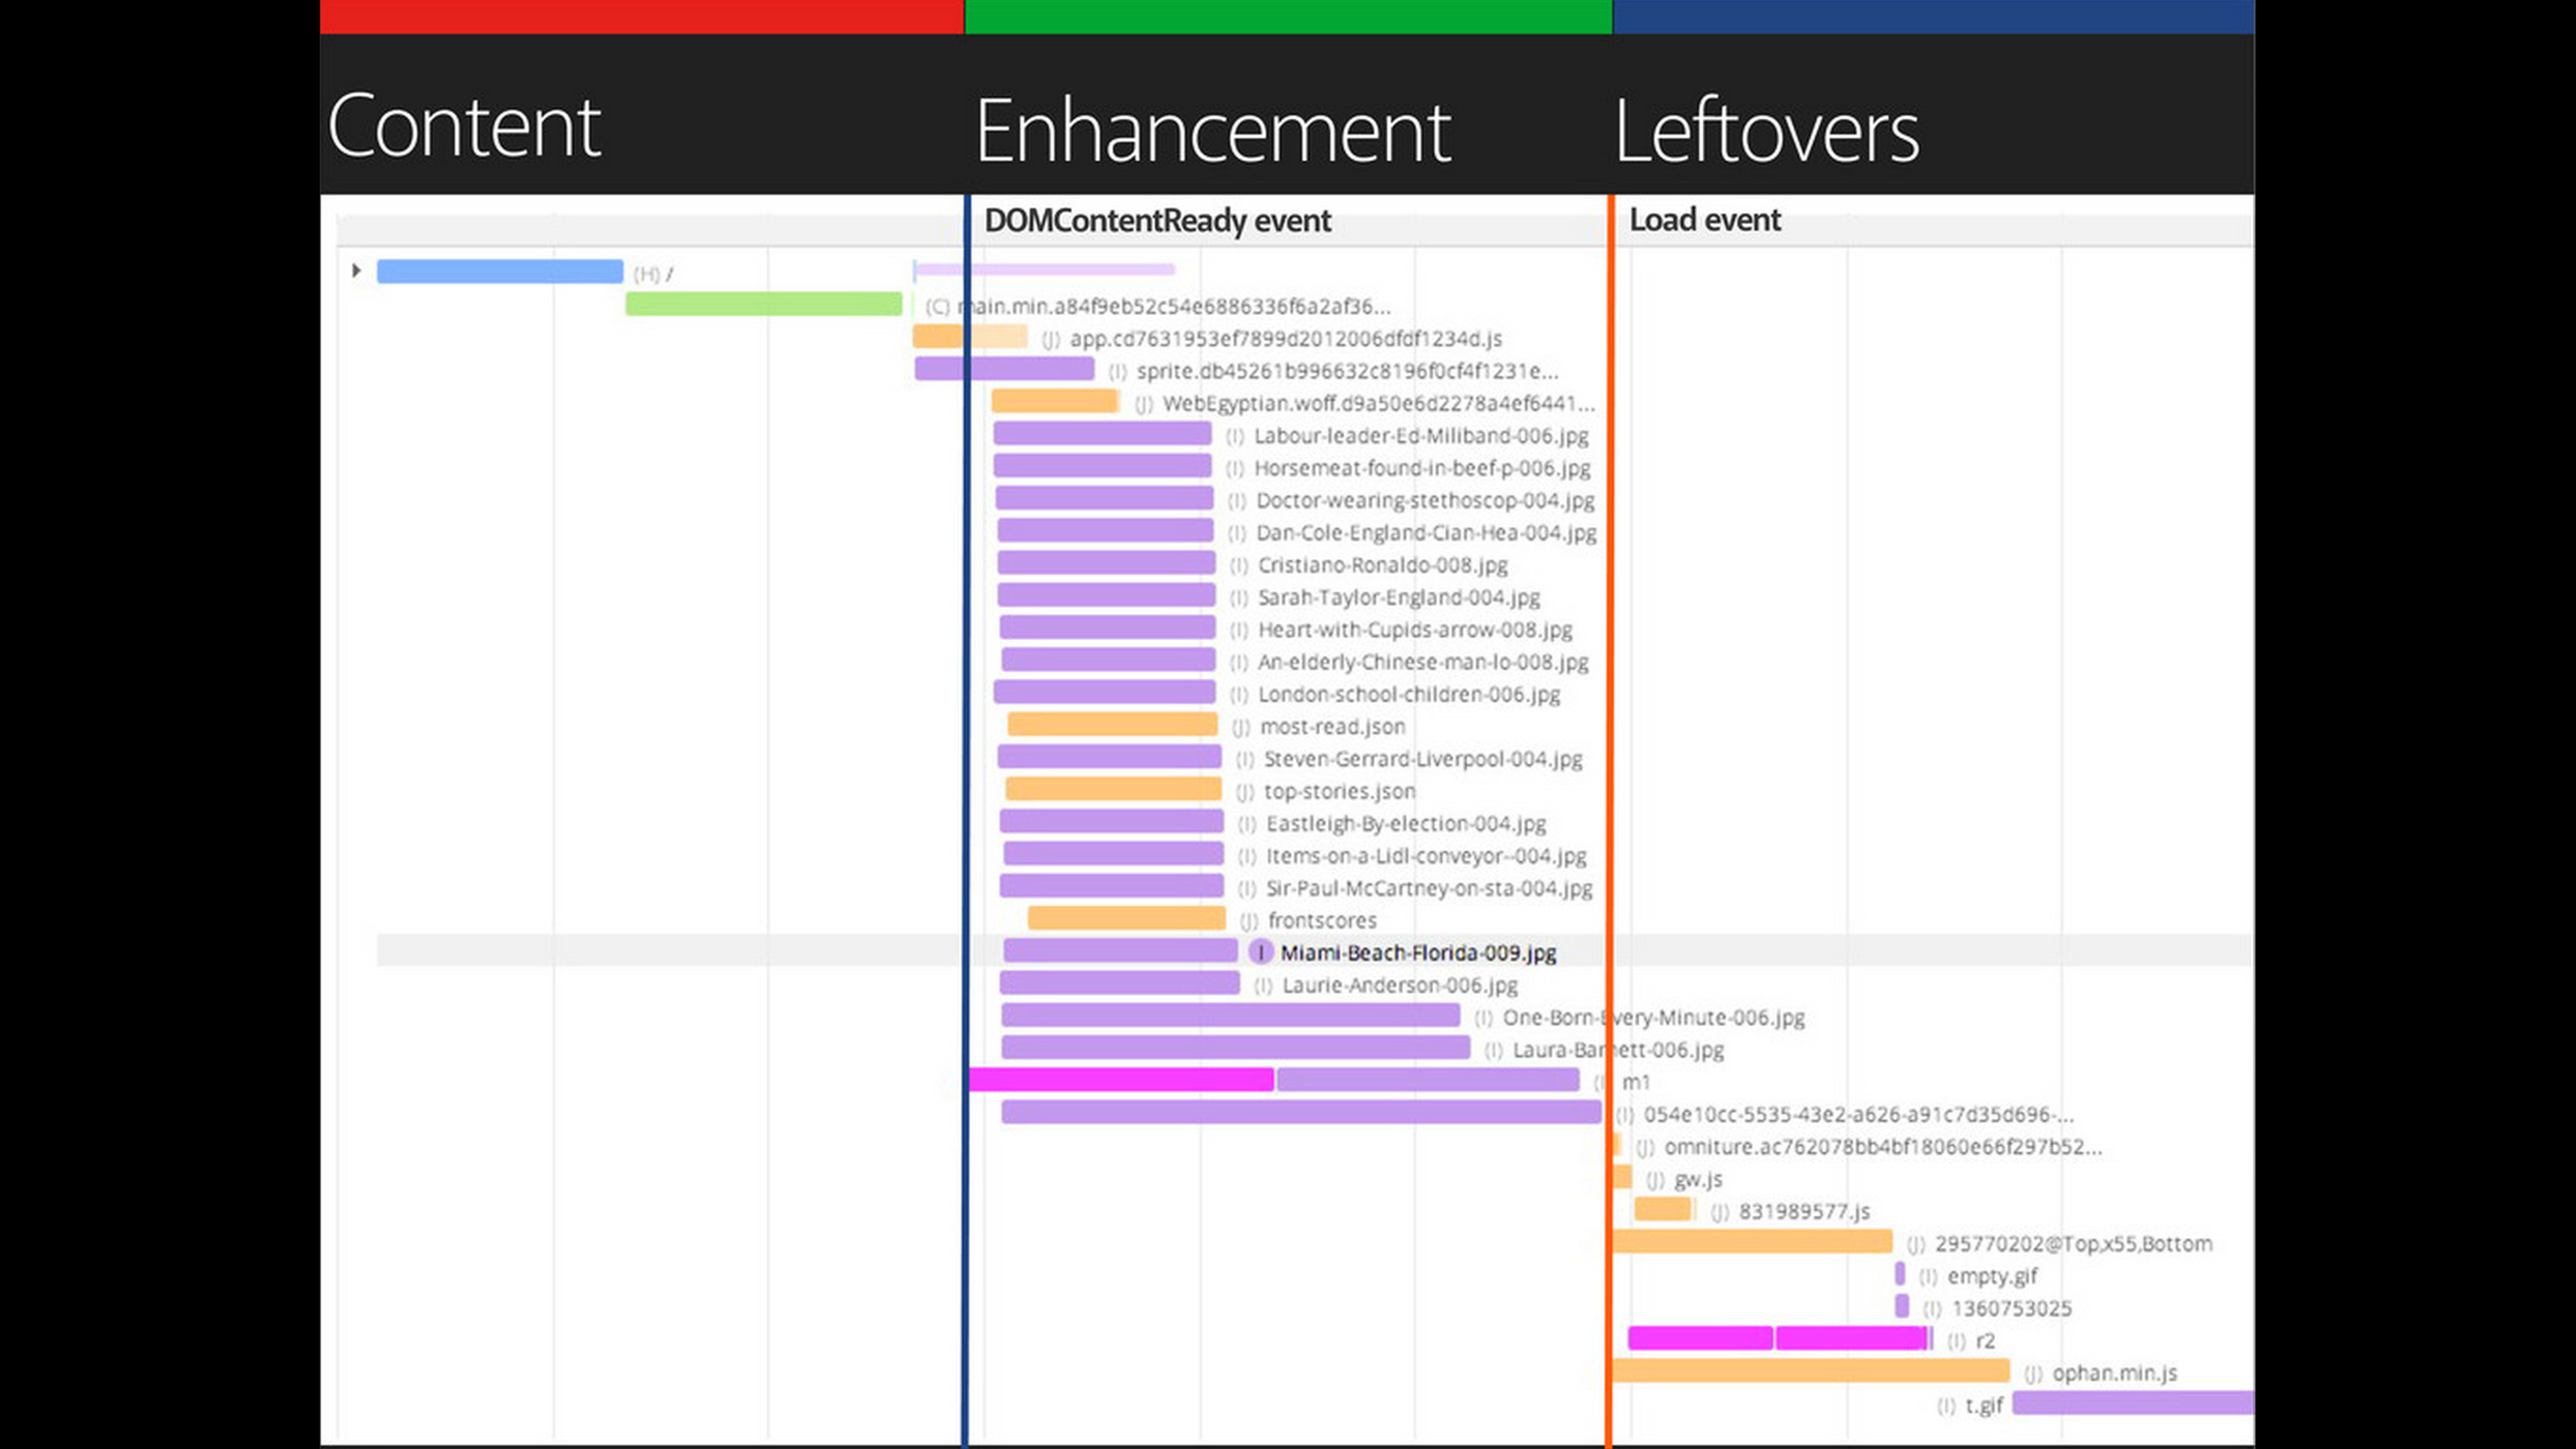 Content Enhancement Leftovers
DOMContentReady event Load event
(H) /
(C) main.min.a84f9eb52c54e6886336f6a2af36...
(J) app.cd7631953ef7899d2012006dfdf1234d.js
(I) sprite.db45261b996632c8196f0cf4f1231e...
(J) WebEgyptian.woff.d9a50e6d2278a4ef6441...
(I) Labour-leader-Ed-Miliband-006.jpg
(I) Horsemeat-found-in-beef-p-006.jpg
(I) Doctor-wearing-stethoscop-004.jpg
(I) Dan-Cole-England-Cian-Hea-004.jpg
(I) Cristiano-Ronaldo-008.jpg
(I) Sarah-Taylor-England-004.jpg
(I) Heart-with-Cupids-arrow-008.jpg
(I) An-elderly-Chinese-man-lo-008.jpg
(I) London-school-children-006.jpg
(J) most-read.json
(I) Steven-Gerrard-Liverpool-004.jpg
(J) top-stories.json
(I) Eastleigh-By-election-004.jpg
(I) Items-on-a-Lidl-conveyor--004.jpg
(I) Sir-Paul-McCartney-on-sta-004.jpg
(J) frontscores
I Miami-Beach-Florida-009.jpg
(I) Laurie-Anderson-006.jpg
(I) One-Born-Every-Minute-006.jpg
(I) Laura-Barnett-006.jpg
(I) m1
(I) 054e10cc-5535-43e2-a626-a91c7d35d696-...
(J) omniture.ac762078bb4bf18060e66f297b52...
(J) gw.js
(J) 831989577.js
(J) 295770202@Top,x55,Bottom
(I) empty.gif
(I) 1360753025
(I) r2
(J) ophan.min.js
(I) t.gif